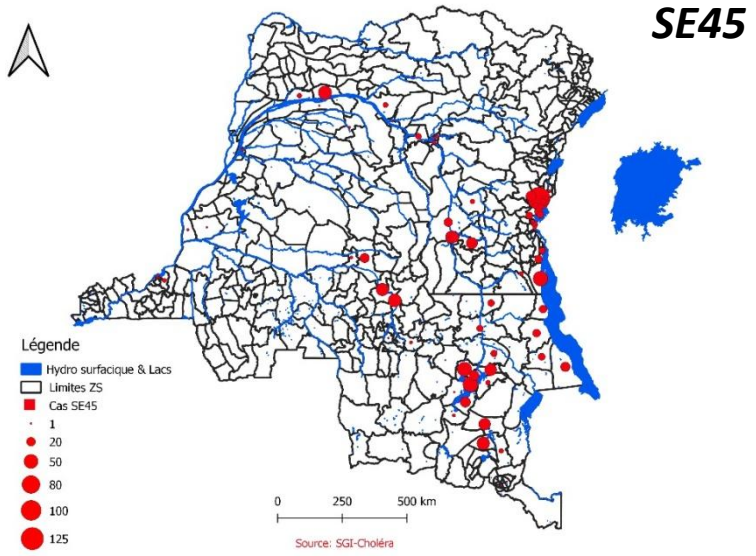 SE45
Légende
Hydro surfacique & Lacs
Limites ZS
Cas SE45
1
20
50
80
100
125
0 250 500 km
Source: SGI-Choléra